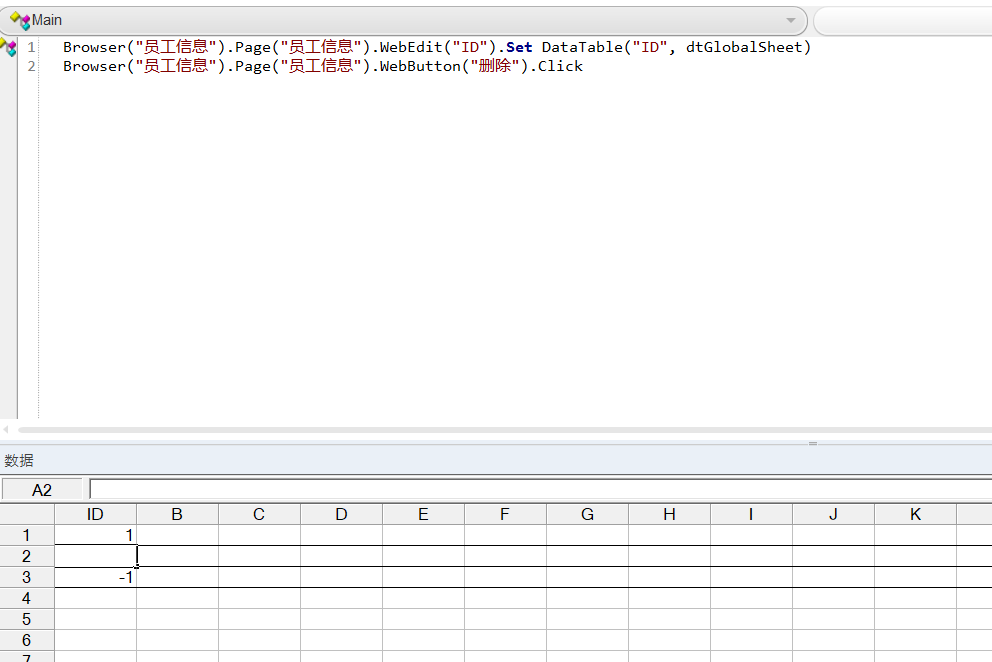 Main
1 Browser("员工信息").Page("员工信息").WebEdit("ID").Set DataTable("ID", dtGlobalSheet)
2 Browser("员工信息").Page("员工信息").WebButton("删除").Click
数据
A2
ID B C D E F G H I J K
1 1
2
3 -1
4
5
6
7